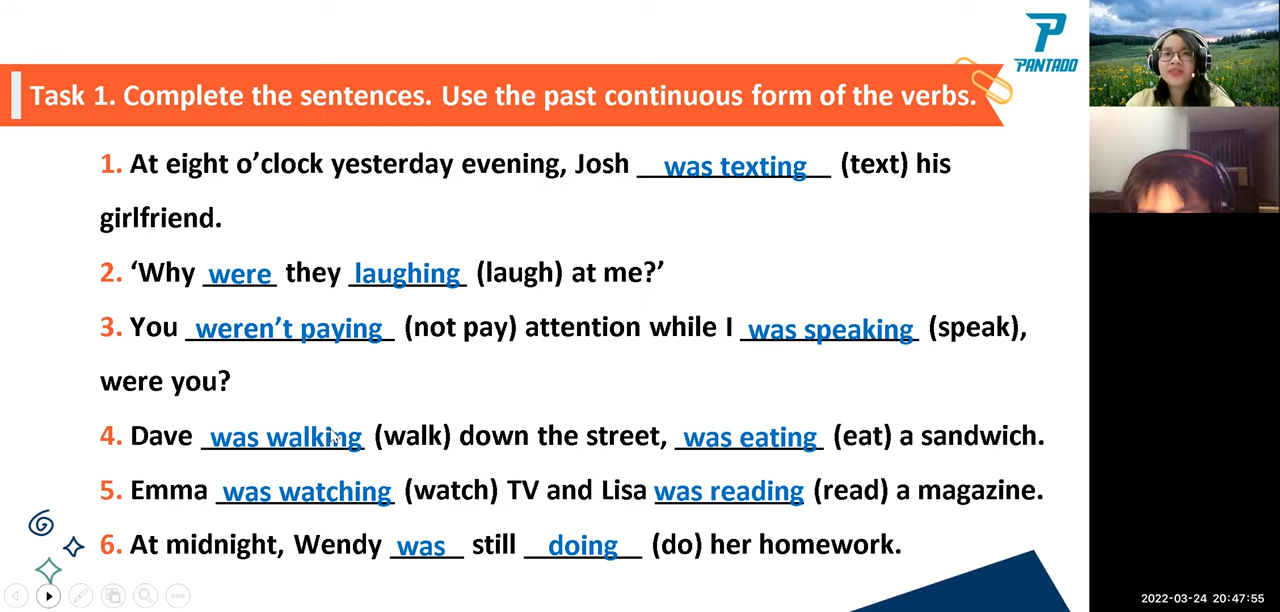 PANTADO
Task 1. Complete the sentences. Use the past continuous form of the verbs.
1. At eight o’clock yesterday evening, Josh was texting (text) his
girlfriend.
2. ‘Why were they laughing (laugh) at me?’
3. You weren’t paying (not pay) attention while I was speaking (speak),
were you?
4. Dave was walking (walk) down the street, was eating (eat) a sandwich.
5. Emma was watching (watch) TV and Lisa was reading (read) a magazine.
6. At midnight, Wendy was still doing (do) her homework.
2022-03-24 20:47:55